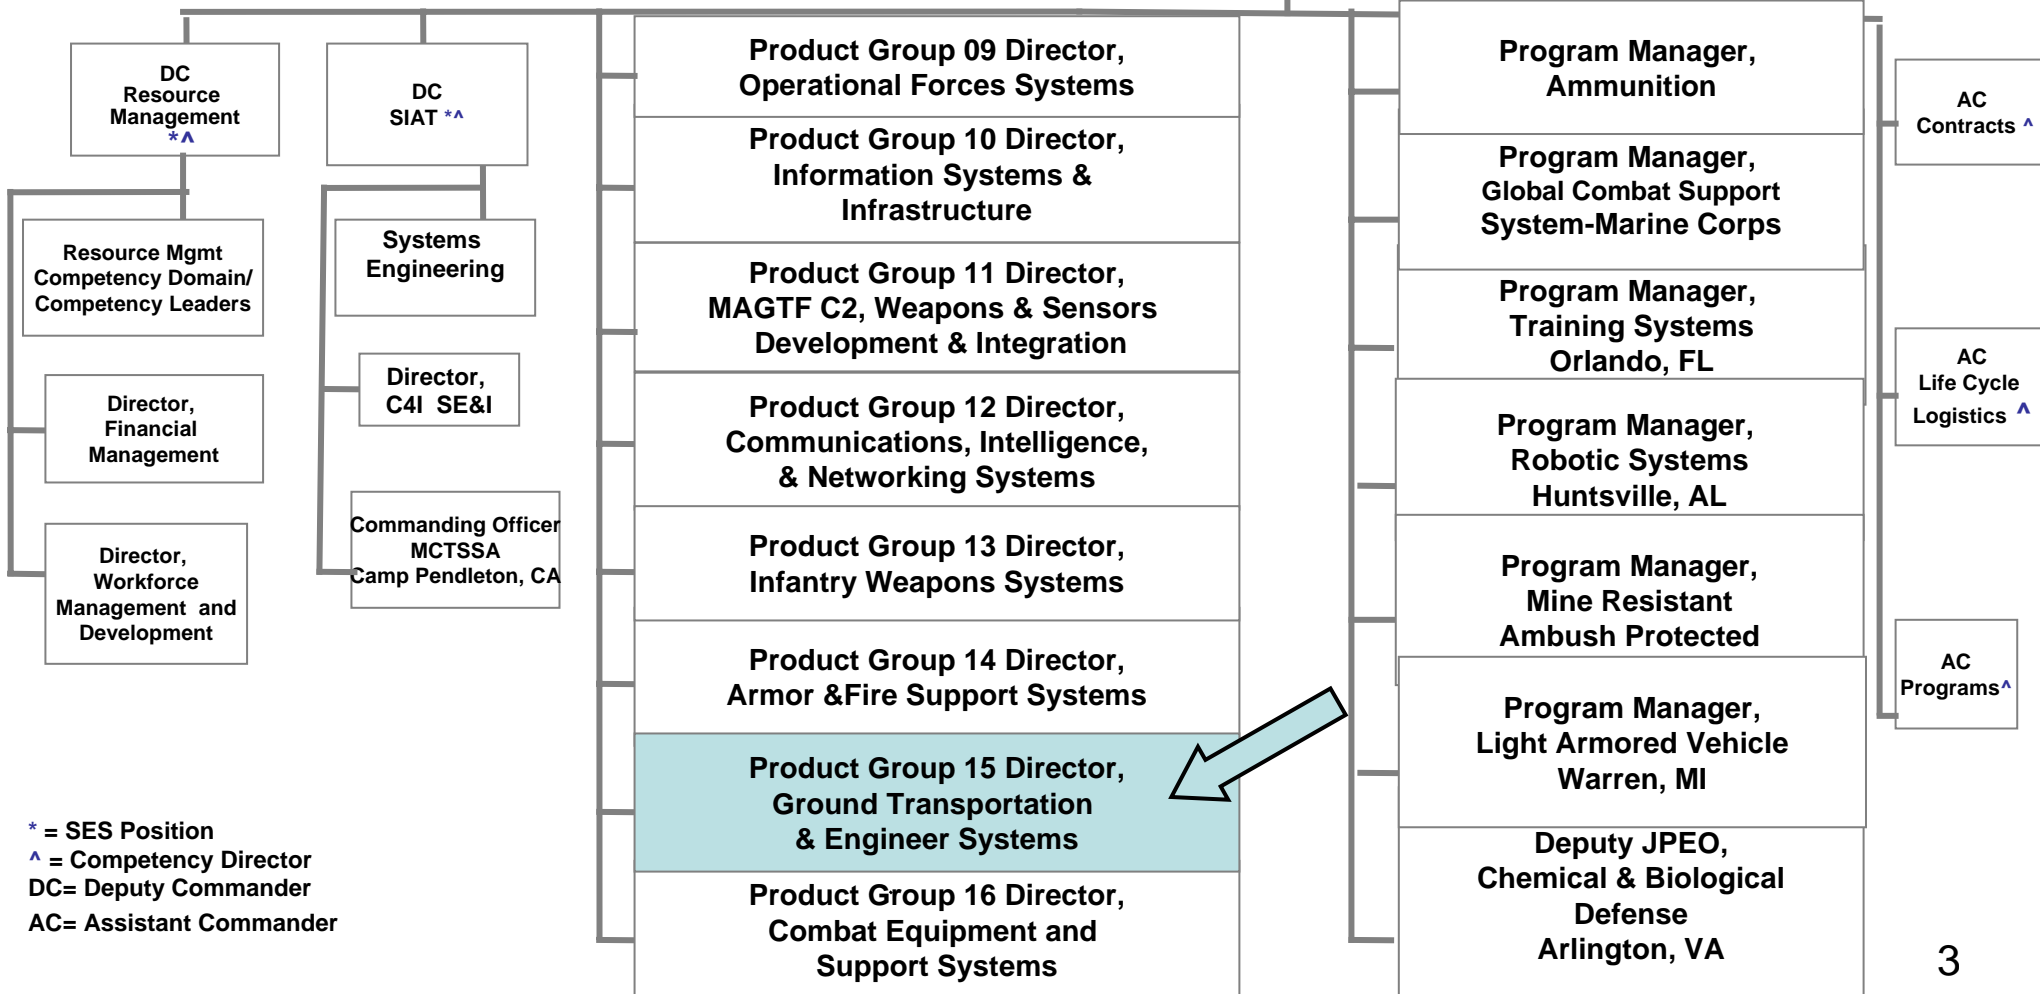 DC
Resource
Management
*^
Resource Mgmt
Competency Domain/
Competency Leaders
Director,
Financial
Management
Director,
Workforce
Management and
Development
DC
SIAT *^
Systems
Engineering
Director,
C4I SE&I
Commanding Officer
MCTSSA
Camp Pendleton, CA
Product Group 09 Director,
Operational Forces Systems
Product Group 10 Director,
Information Systems &
Infrastructure
Product Group 11 Director,
MAGTF C2, Weapons & Sensors
Development & Integration
Product Group 12 Director,
Communications, Intelligence,
& Networking Systems
Product Group 13 Director,
Infantry Weapons Systems
Product Group 14 Director,
Armor &Fire Support Systems
Product Group 15 Director,
Ground Transportation
& Engineer Systems
Product Group 16 Director,
Combat Equipment and
Support Systems
Program Manager,
Ammunition
Program Manager,
Global Combat Support
System-Marine Corps
Program Manager,
Training Systems
Orlando, FL
Program Manager,
Robotic Systems
Huntsville, AL
Program Manager,
Mine Resistant
Ambush Protected
Program Manager,
Light Armored Vehicle
Warren, MI
Deputy JPEO,
Chemical & Biological
Defense
Arlington, VA
AC
Contracts ^
AC
Life Cycle
Logistics ^
AC
Programs^
* = SES Position
^ = Competency Director
DC= Deputy Commander
AC= Assistant Commander
3